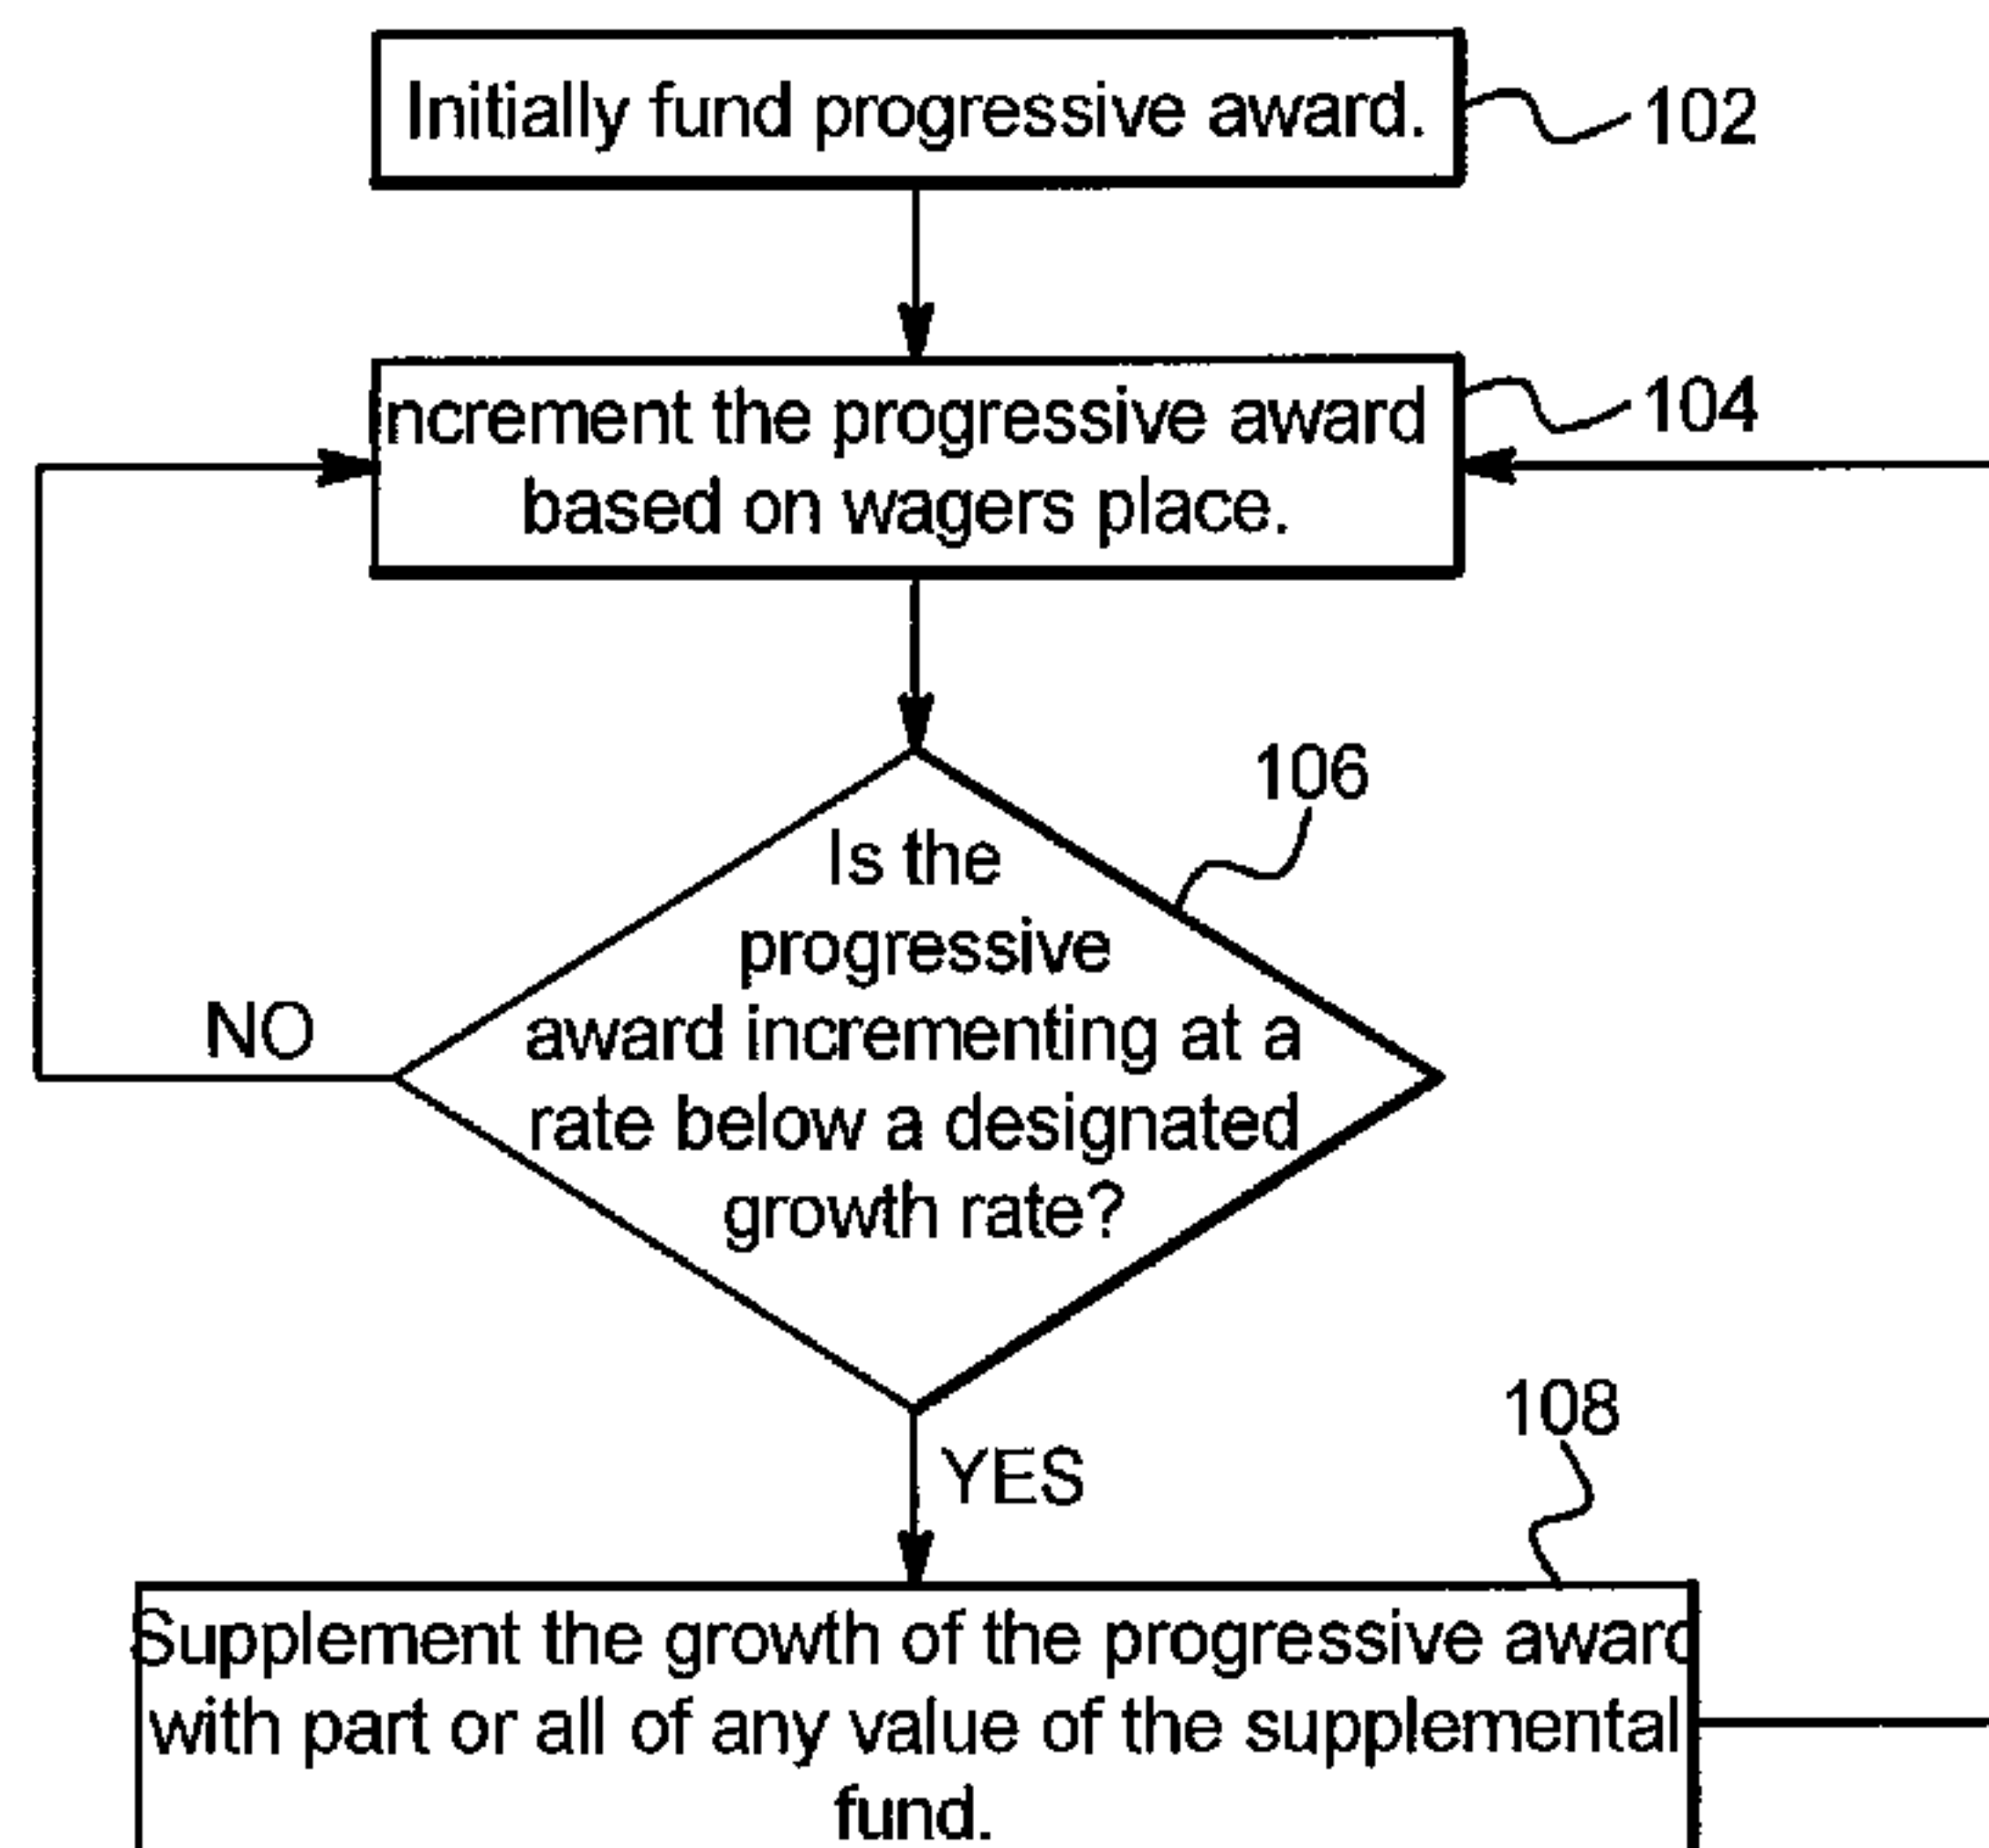 Initially fund progressive award.
102
Increment the progressive award
based on wagers place.
104
106
Is the
progressive
award incrementing at a
rate below a designated
growth rate?
NO
YES
108
Supplement the growth of the progressive award
with part or all of any value of the supplemental
fund.